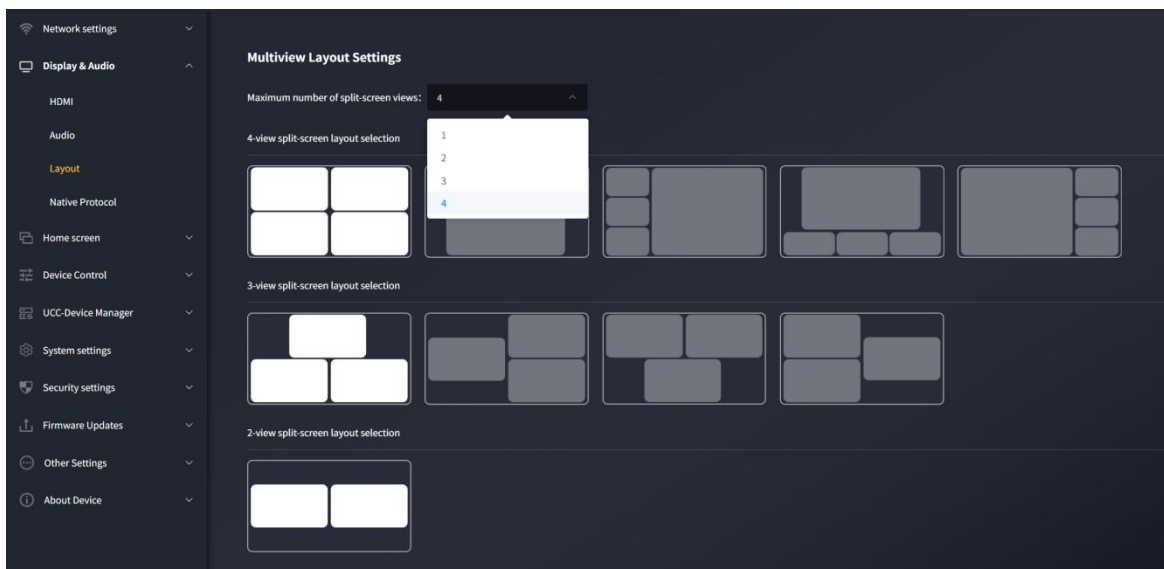 Network settings
Display & Audio
HDMI
Audio
Layout
Native Protocol
Home screen
Device Control
UCC-Device Manager
System settings
Security settings
Firmware Updates
Other Settings
About Device
Multiview Layout Settings
Maximum number of split-screen views: 4
1
2
3
4
4-view split-screen layout selection
3-view split-screen layout selection
2-view split-screen layout selection